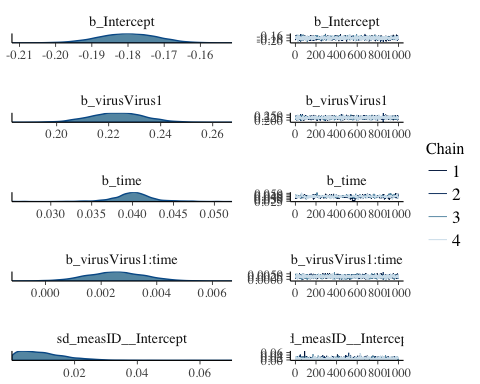 b_Intercept
b_Intercept
-0.21 -0.20 -0.19 -0.18 -0.17 -0.16
0 200 400 600 800 1000
b_virusVirus1
b_virusVirus1
0.20 0.22 0.24 0.26
0 200 400 600 800 1000
Chain
1
2
3
4
b_time
b_time
0.030 0.035 0.040 0.045 0.050
0 200 400 600 800 1000
b_virusVirus1:time
b_virusVirus1:time
0.000 0.002 0.004 0.006
0 200 400 600 800 1000
sd_measID__Intercept
d_measID__Intercep
0.02 0.04 0.06
0 200 400 600 800 1000